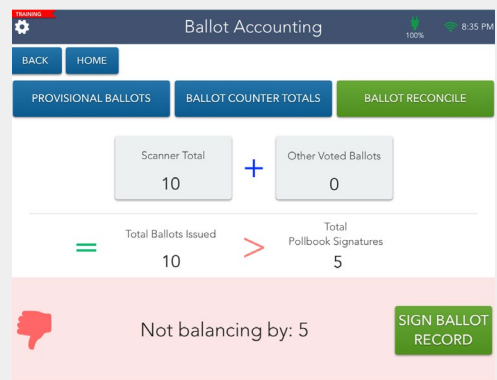 TRAINING
Ballot Accounting
100%
8:35 PM
BACK
HOME
PROVISIONAL BALLOTS
BALLOT COUNTER TOTALS
BALLOT RECONCILE
Scanner Total
10
+
Other Voted Ballots
0
=
Total Ballots Issued
10
>
Total
Pollbook Signatures
5
Not balancing by: 5
SIGN BALLOT
RECORD